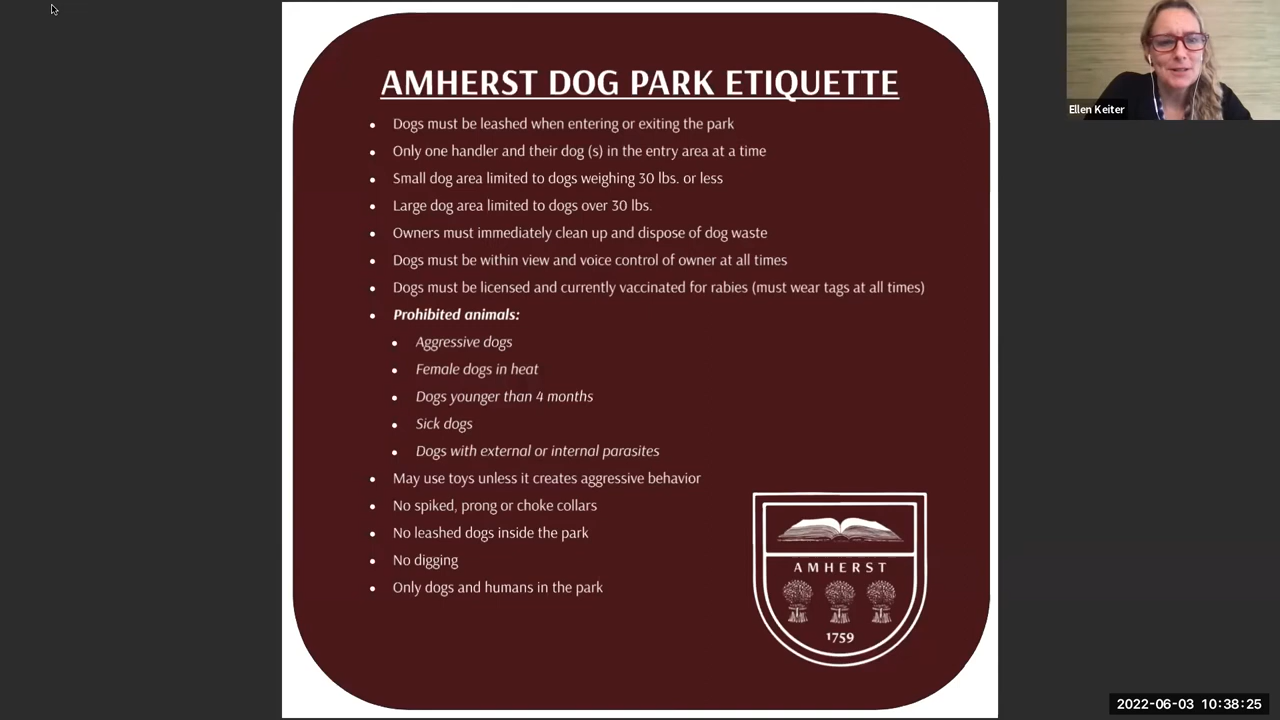 AMHERST DOG PARK ETIQUETTE
Dogs must be leashed when entering or exiting the park
Only one handler and their dog (s) in the entry area at a time
Small dog area limited to dogs weighing 30 lbs. or less
Large dog area limited to dogs over 30 lbs.
Owners must immediately clean up and dispose of dog waste
Dogs must be within view and voice control of owner at all times
Dogs must be licensed and currently vaccinated for rabies (must wear tags at all times)
Prohibited animals:
Aggressive dogs
Female dogs in heat
Dogs younger than 4 months
Sick dogs
Dogs with external or internal parasites
May use toys unless it creates aggressive behavior
No spiked, prong or choke collars
No leashed dogs inside the park
No digging
Only dogs and humans in the park
AMHERST
1759
Ellen Keiter
2022-06-03 10:38:25